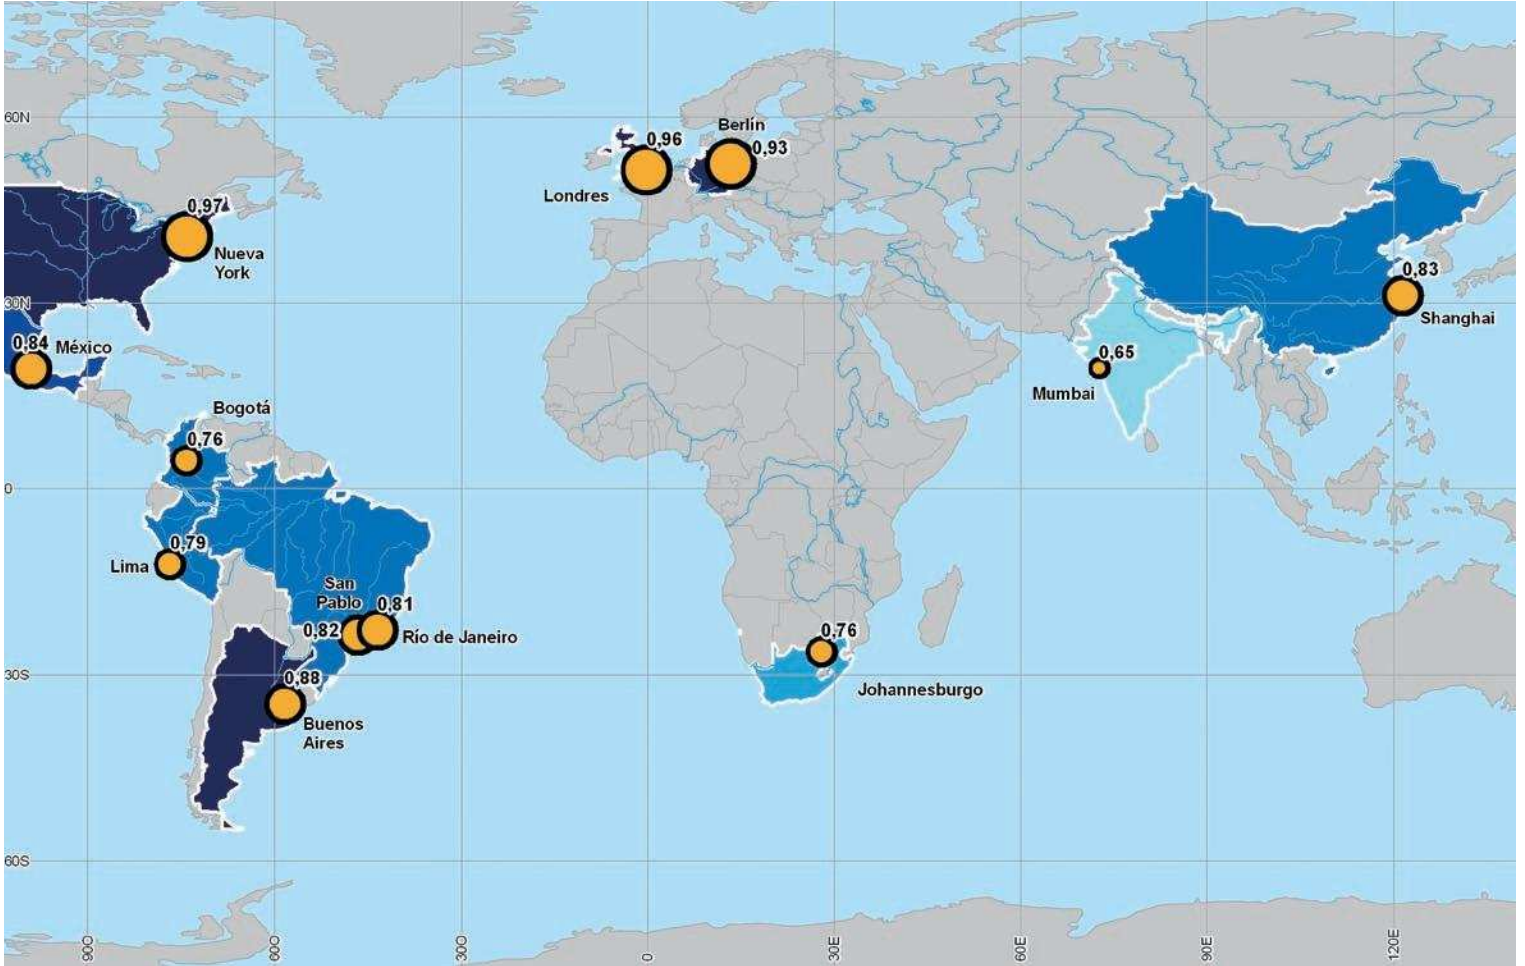 60N
Berlín
0,96
0,93
Londres
0,97
Nueva
York
0,83
Shanghai
30N
0,84
México
0,65
Mumbai
Bogotá
0,76
0
0,79
Lima
San
Pablo
0,81
0,82
Río de Janeiro
0,76
30S
0,88
Johannesburgo
Buenos
Aires
60S
90O
60O
30O
0
30E
60E
90E
120E